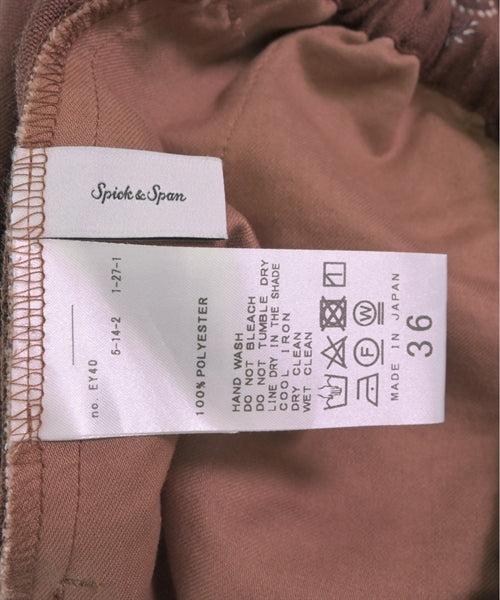 Spick & Span
no. EY40
5-14-2 1-27-1
100% POLYESTER
HAND WASH
DO NOT BLEACH
DO NOT TUMBLE DRY
LINE DRY IN THE SHADE
COOL IRON
DRY CLEAN
WET CLEAN
F W
MADE IN JAPAN
36